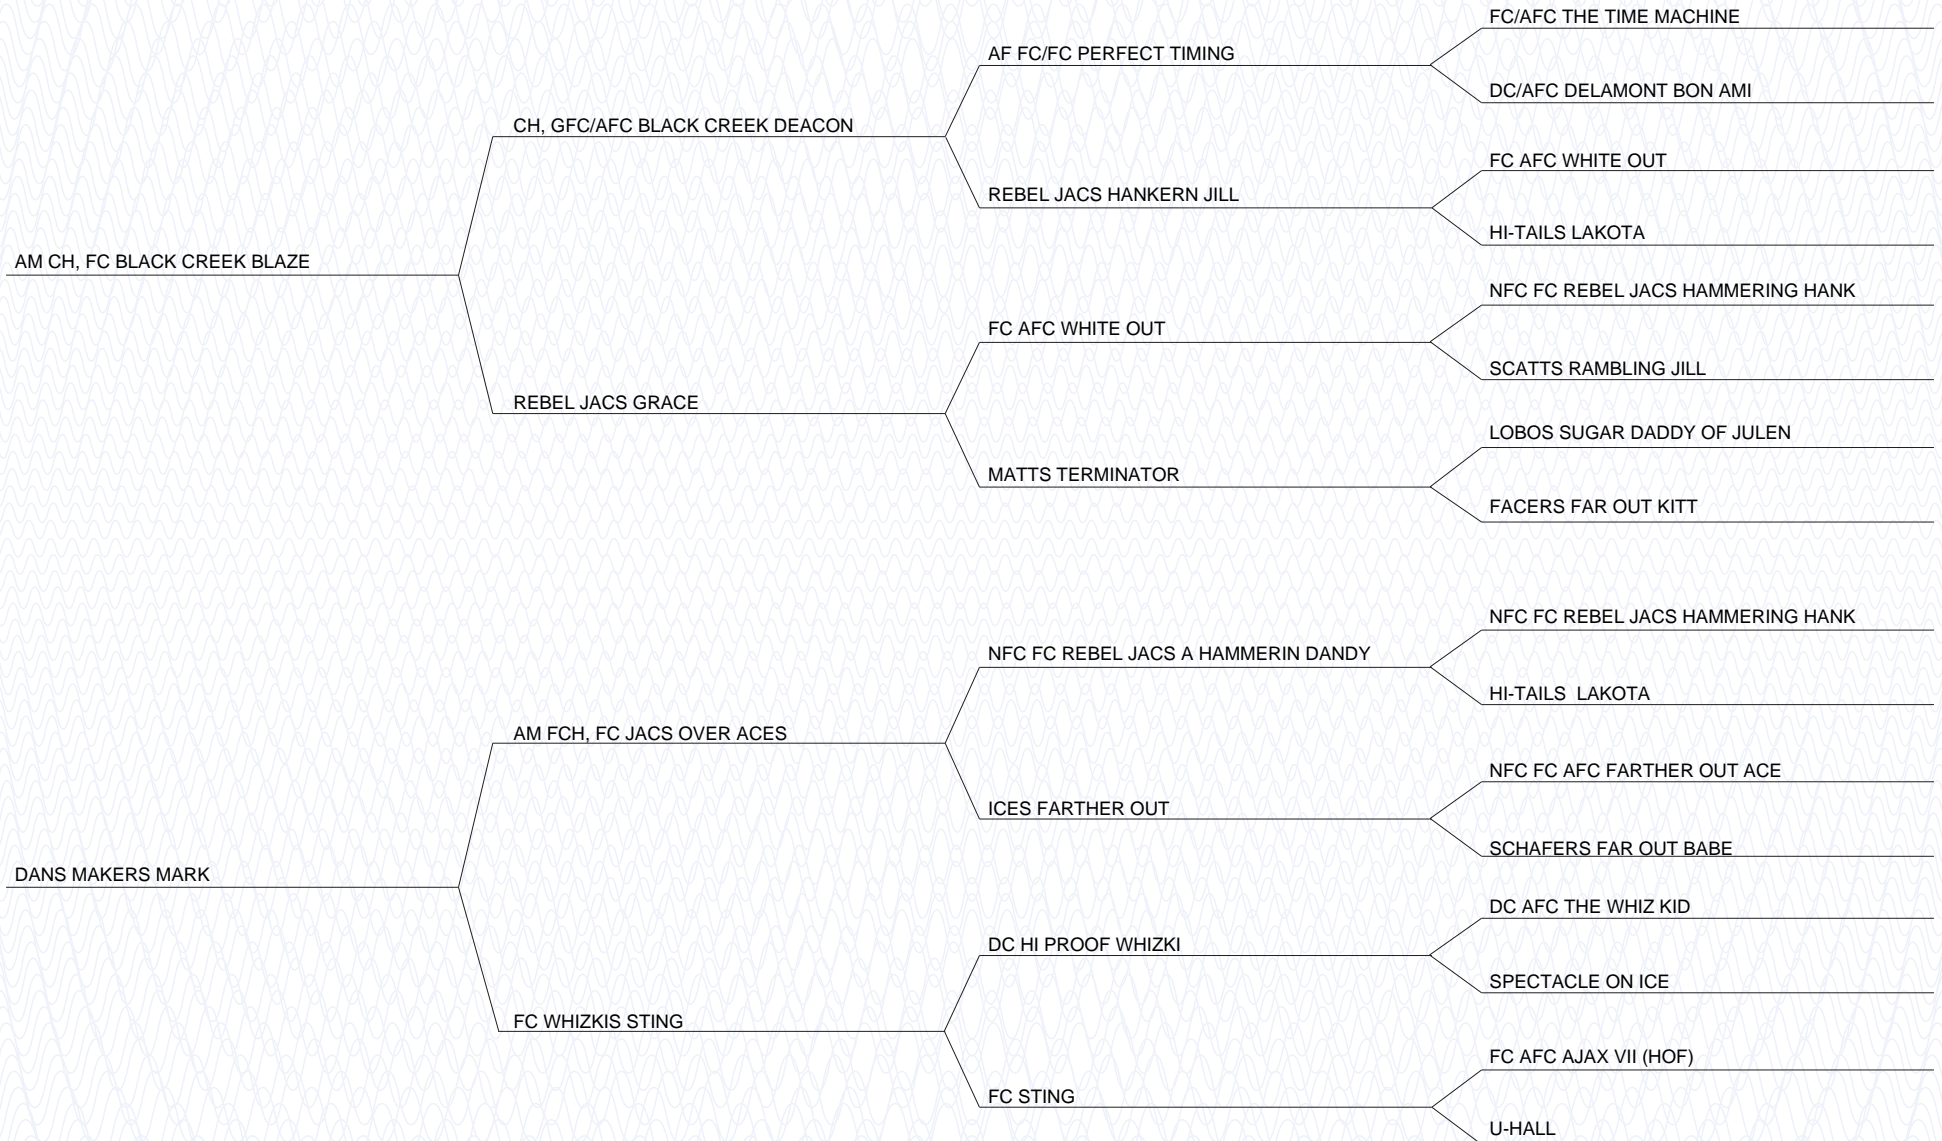 FC/AFC THE TIME MACHINE
AF FC/FC PERFECT TIMING
DC/AFC DELAMONT BON AMI
CH, GFC/AFC BLACK CREEK DEACON
FC AFC WHITE OUT
REBEL JACS HANKERN JILL
HI-TAILS LAKOTA
AM CH, FC BLACK CREEK BLAZE
NFC FC REBEL JACS HAMMERING HANK
FC AFC WHITE OUT
SCATTS RAMBLING JILL
REBEL JACS GRACE
LOBOS SUGAR DADDY OF JULEN
MATTS TERMINATOR
FACERS FAR OUT KITT
NFC FC REBEL JACS HAMMERING HANK
NFC FC REBEL JACS A HAMMERIN DANDY
HI-TAILS  LAKOTA
AM FCH, FC JACS OVER ACES
NFC FC AFC FARTHER OUT ACE
ICES FARTHER OUT
SCHAFERS FAR OUT BABE
DANS MAKERS MARK
DC AFC THE WHIZ KID
DC HI PROOF WHIZKI
SPECTACLE ON ICE
FC WHIZKIS STING
FC AFC AJAX VII (HOF)
FC STING
U-HALL